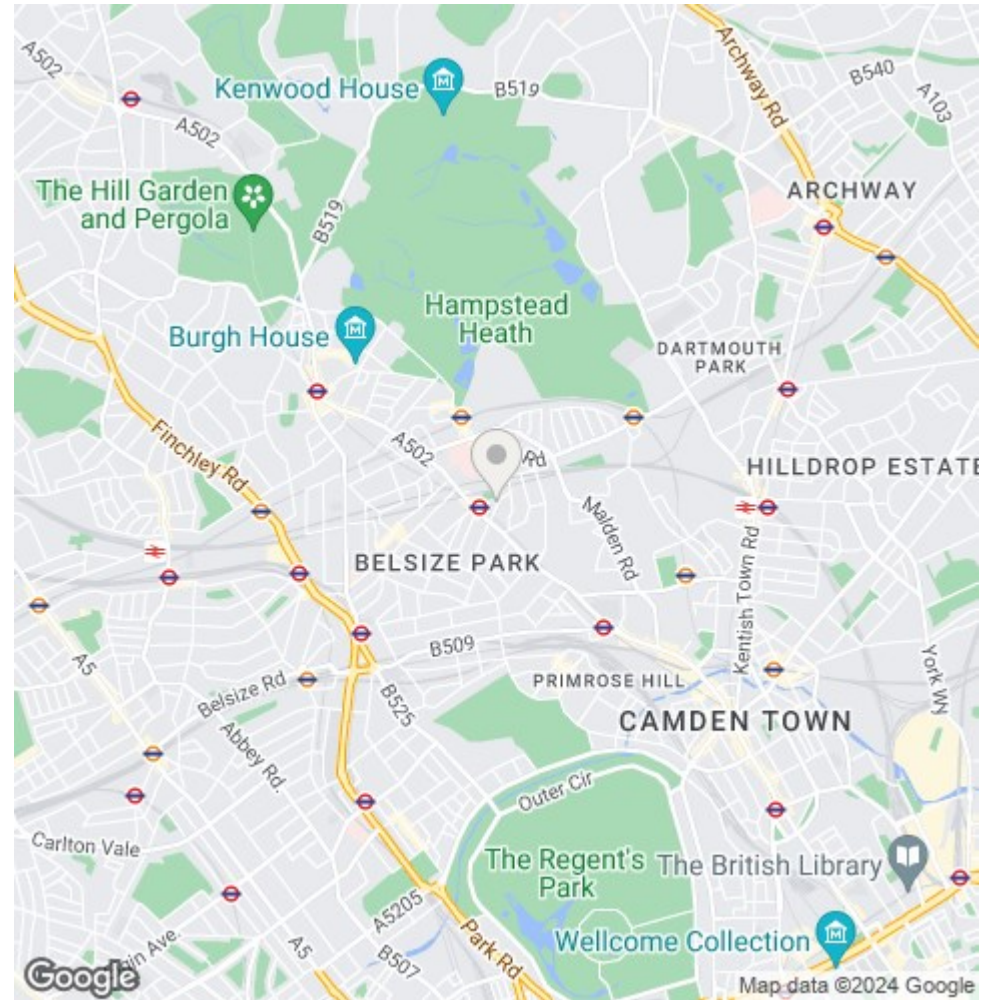 A502
Kenwood House
B519
Archway Rd
B540
A103
A502
The Hill Garden
and Pergola
B519
ARCHWAY
Hampstead
Heath
Burgh House
DARTMOUTH
PARK
Finchley Rd
A502
Rd
HILLDROP ESTATE
Malden Rd
BELSIZE PARK
Kentish Town Rd
B509
A5
Belsize Rd
B525
PRIMROSE HILL
York Wy
Abbey Rd.
CAMDEN TOWN
Outer Cir
Carlton Vale
The Regent's
Park
The British Library
A5205
Park Rd
Wellcome Collection
Ave.
A5
B507
Google
Map data ©2024 Google